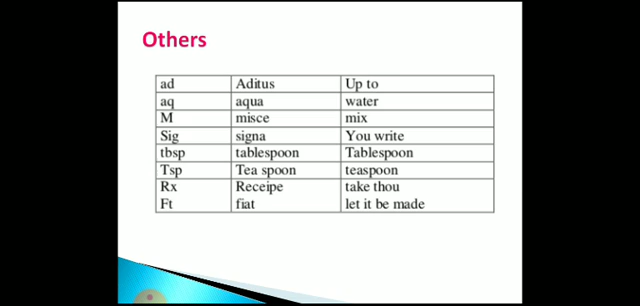 Others
ad Aditus Up to
aq aqua water
M misce mix
Sig signa You write
tbsp tablespoon Tablespoon
Tsp Tea spoon teaspoon
Rx Receipe take thou
Ft fiat let it be made